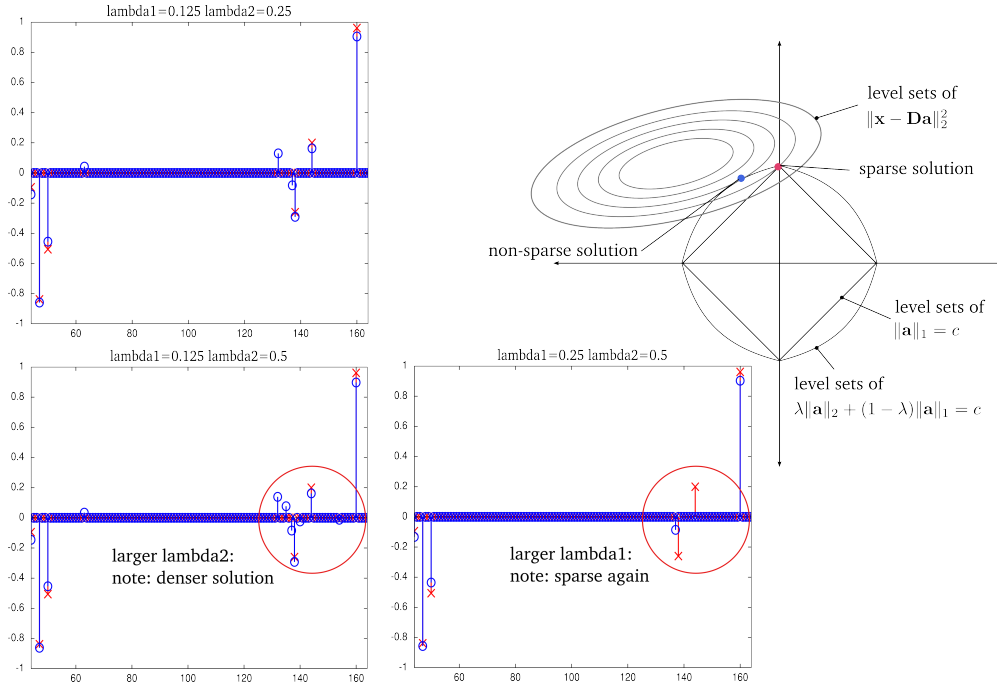 lambda1=0.125 lambda2=0.25
1
0.8
0.6
0.4
0.2
0
-0.2
-0.4
-0.6
-0.8
-1
60 80 100 120 140 160
level sets of
‖x − Da‖₂²
sparse solution
non-sparse solution
level sets of
‖a‖₁ = c
level sets of
λ‖a‖₂ + (1 − λ)‖a‖₁ = c
lambda1=0.125 lambda2=0.5
1
0.8
0.6
0.4
0.2
0
-0.2
-0.4
-0.6
-0.8
-1
larger lambda2:
note: denser solution
60 80 100 120 140 160
lambda1=0.25 lambda2=0.5
1
0.8
0.6
0.4
0.2
0
-0.2
-0.4
-0.6
-0.8
-1
larger lambda1:
note: sparse again
60 80 100 120 140 160